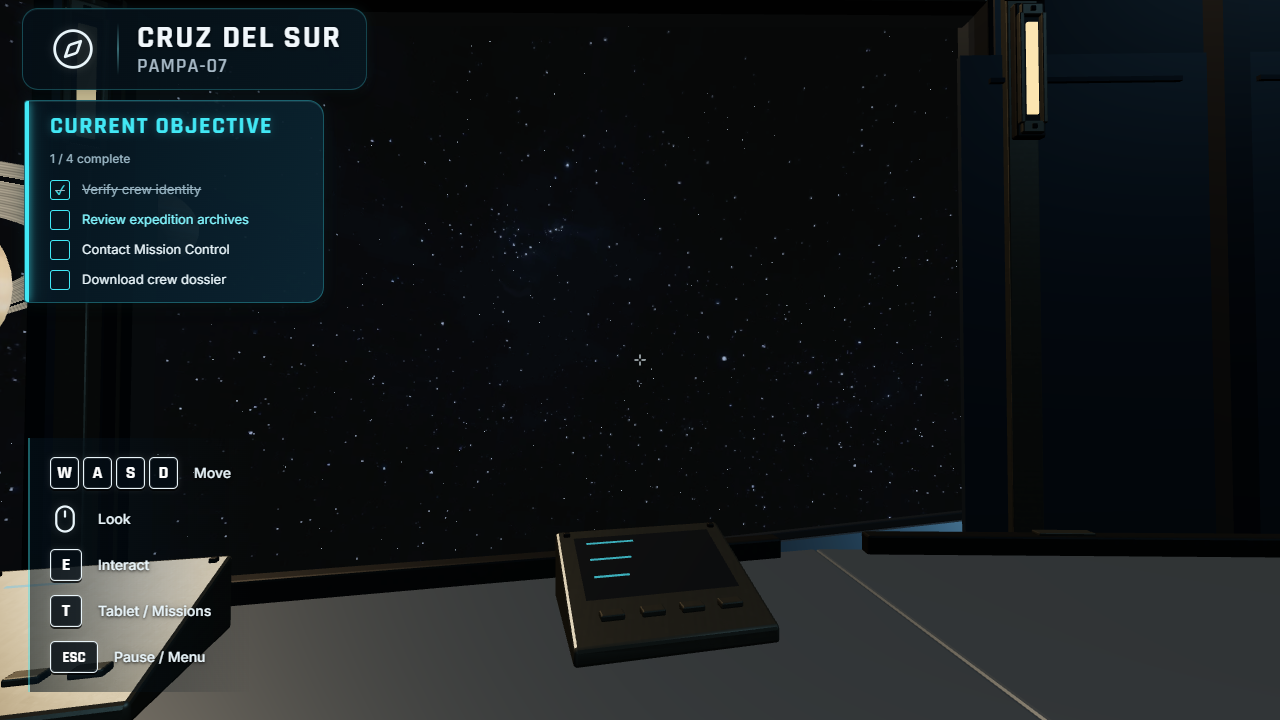 CRUZ DEL SUR
PAMPA-07
CURRENT OBJECTIVE
1 / 4 complete
Verify crew identity
Review expedition archives
Contact Mission Control
Download crew dossier
W A S D Move
Look
E Interact
T Tablet / Missions
ESC Pause / Menu